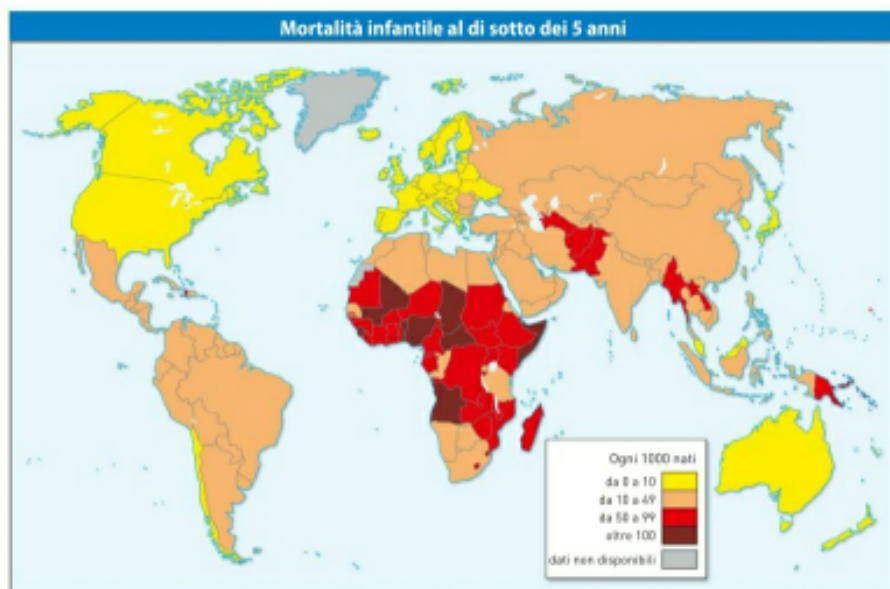 Mortalità infantile al di sotto dei 5 anni
Ogni 1000 nati
da 0 a 10
da 10 a 49
da 50 a 99
oltre 100
dati non disponibili